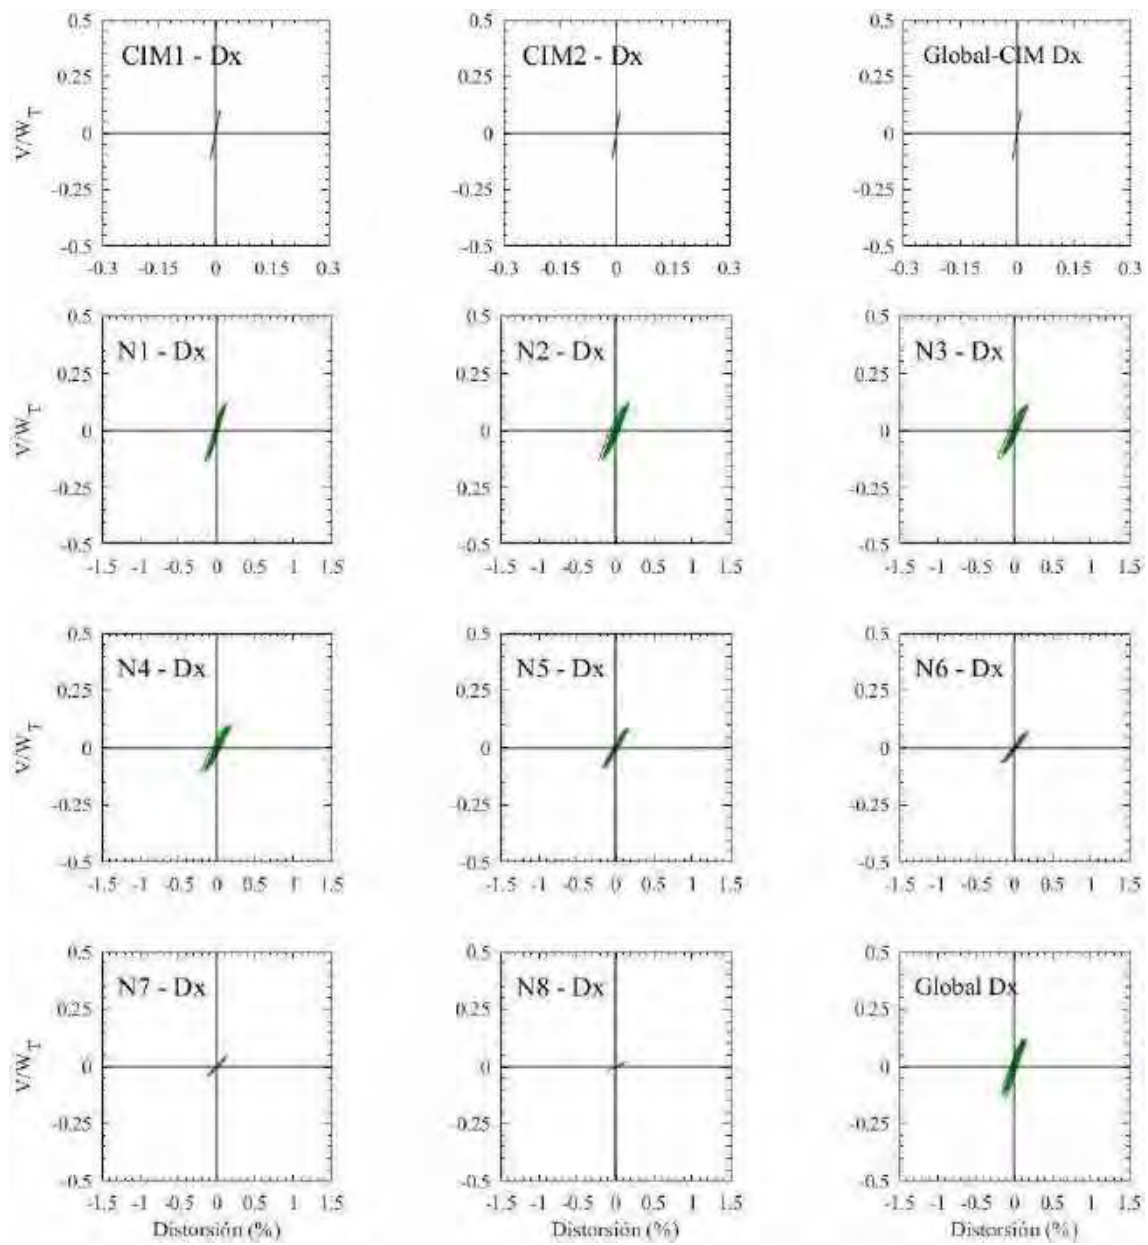 CIM1 - Dx
CIM2 - Dx
Global-CIM Dx
0.5 0.25 0 -0.25 -0.5
0.5 0.25 0 -0.25 -0.5
0.5 0.25 0 -0.25 -0.5
V/W_T
-0.3 -0.15 0 0.15 0.3
-0.3 -0.15 0 0.15 0.3
-0.3 -0.15 0 0.15 0.3
N1 - Dx
N2 - Dx
N3 - Dx
0.5 0.25 0 -0.25 -0.5
0.5 0.25 0 -0.25 -0.5
0.5 0.25 0 -0.25 -0.5
V/W_T
-1.5 -1 -0.5 0 0.5 1 1.5
-1.5 -1 -0.5 0 0.5 1 1.5
-1.5 -1 -0.5 0 0.5 1 1.5
N4 - Dx
N5 - Dx
N6 - Dx
0.5 0.25 0 -0.25 -0.5
0.5 0.25 0 -0.25 -0.5
0.5 0.25 0 -0.25 -0.5
V/W_T
-1.5 -1 -0.5 0 0.5 1 1.5
-1.5 -1 -0.5 0 0.5 1 1.5
-1.5 -1 -0.5 0 0.5 1 1.5
N7 - Dx
N8 - Dx
Global Dx
0.5 0.25 0 -0.25 -0.5
0.5 0.25 0 -0.25 -0.5
0.5 0.25 0 -0.25 -0.5
V/W_T
-1.5 -1 -0.5 0 0.5 1 1.5
-1.5 -1 -0.5 0 0.5 1 1.5
-1.5 -1 -0.5 0 0.5 1 1.5
Distorsión (%)
Distorsión (%)
Distorsión (%)